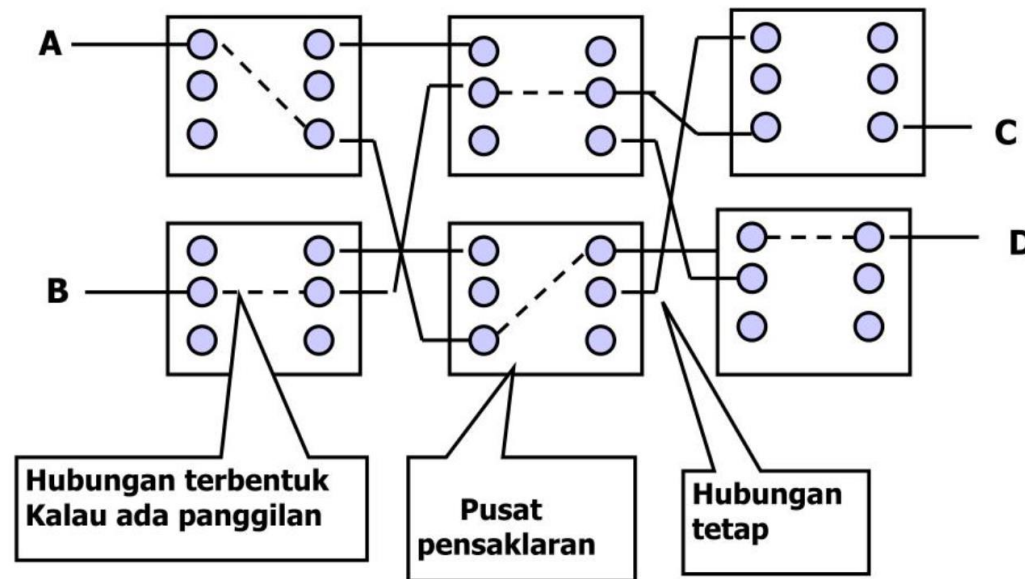 A
C
B
D
Hubungan terbentuk
Kalau ada panggilan
Pusat
pensaklaran
Hubungan
tetap